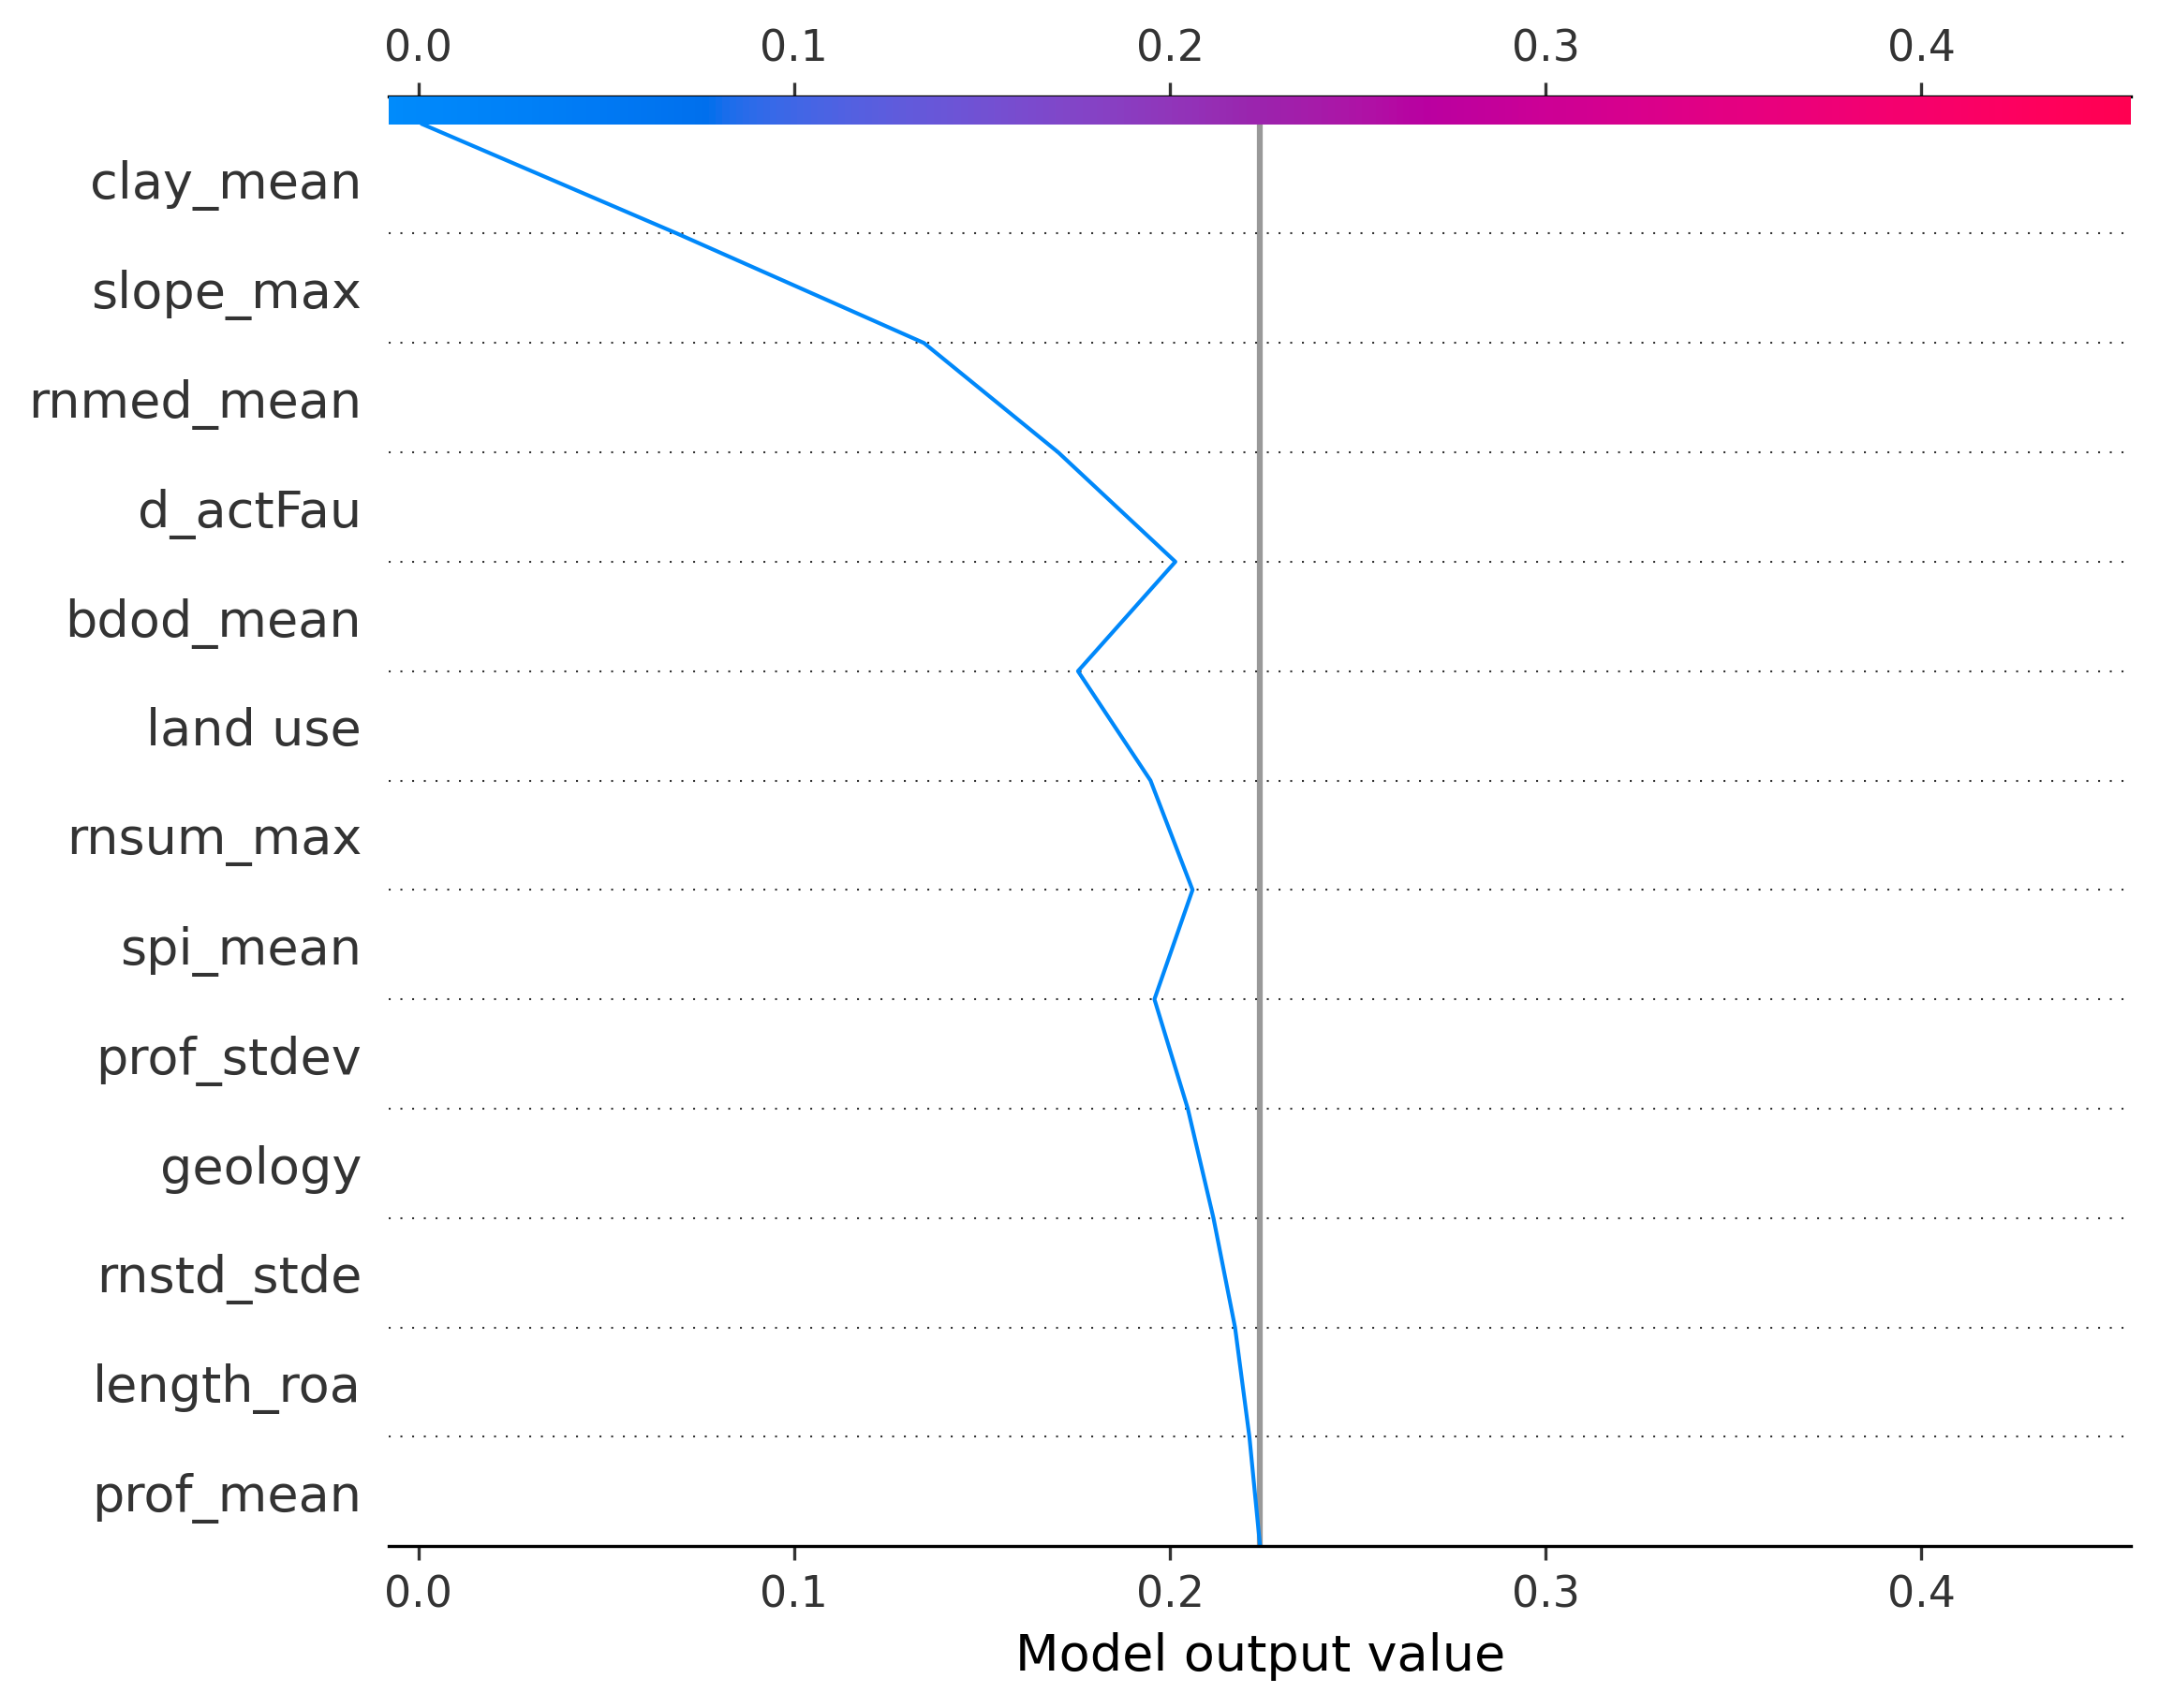 0.0 0.1 0.2 0.3 0.4
clay_mean
slope_max
rnmed_mean
d_actFau
bdod_mean
land use
rnsum_max
spi_mean
prof_stdev
geology
rnstd_stde
length_roa
prof_mean
0.0 0.1 0.2 0.3 0.4
Model output value